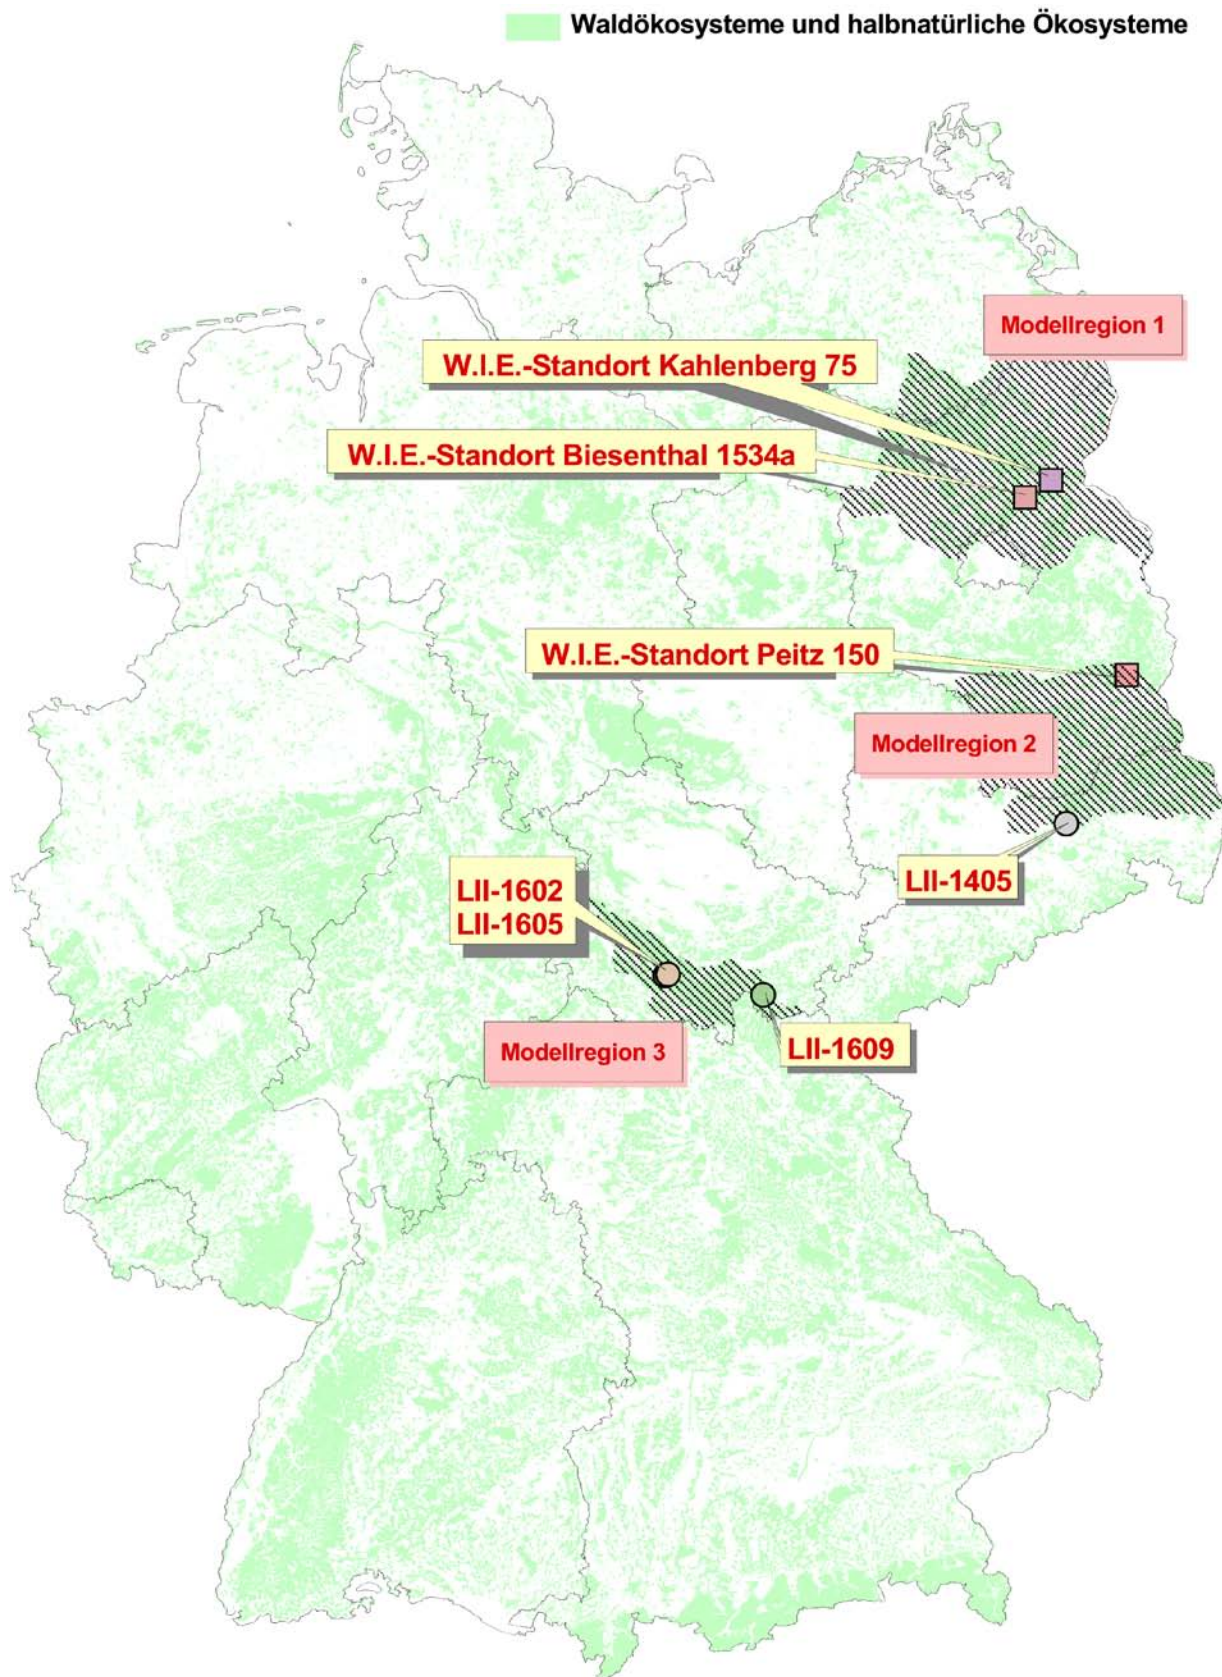 Waldökosysteme und halbnatürliche Ökosysteme
Modellregion 1
W.I.E.-Standort Kahlenberg 75
W.I.E.-Standort Biesenthal 1534a
W.I.E.-Standort Peitz 150
Modellregion 2
LII-1405
LII-1602
LII-1605
Modellregion 3
LII-1609